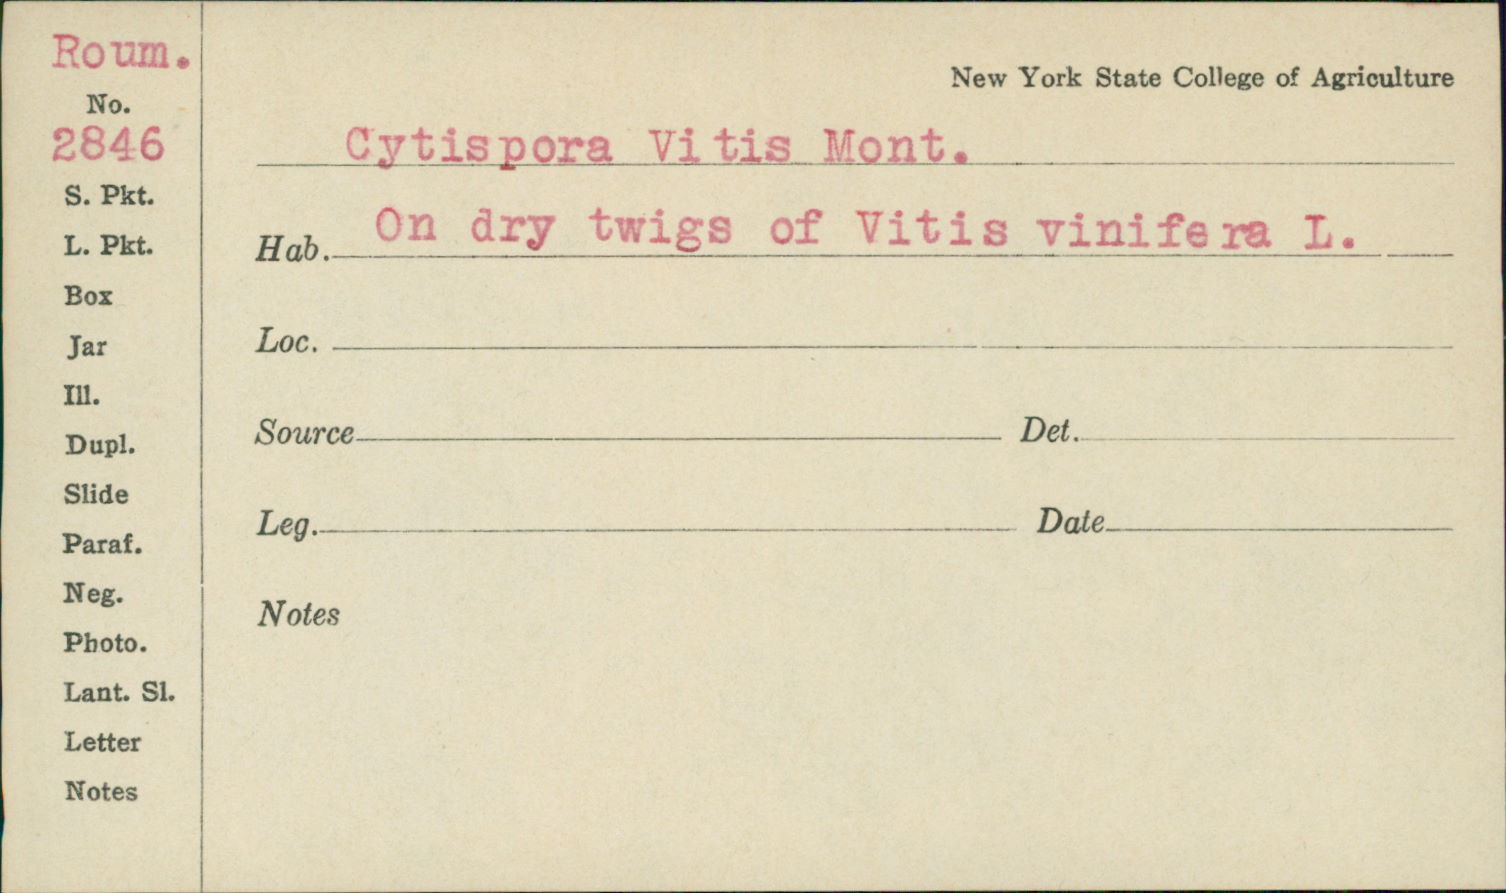 Roum.
No.
2846
S. Pkt.
L. Pkt.
Box
Jar
Ill.
Dupl.
Slide
Paraf.
Neg.
Photo.
Lant. Sl.
Letter
Notes
New York State College of Agriculture
Cytispora Vitis Mont.
Hab. On dry twigs of Vitis vinifera L.
Loc.
Source Det.
Leg. Date
Notes